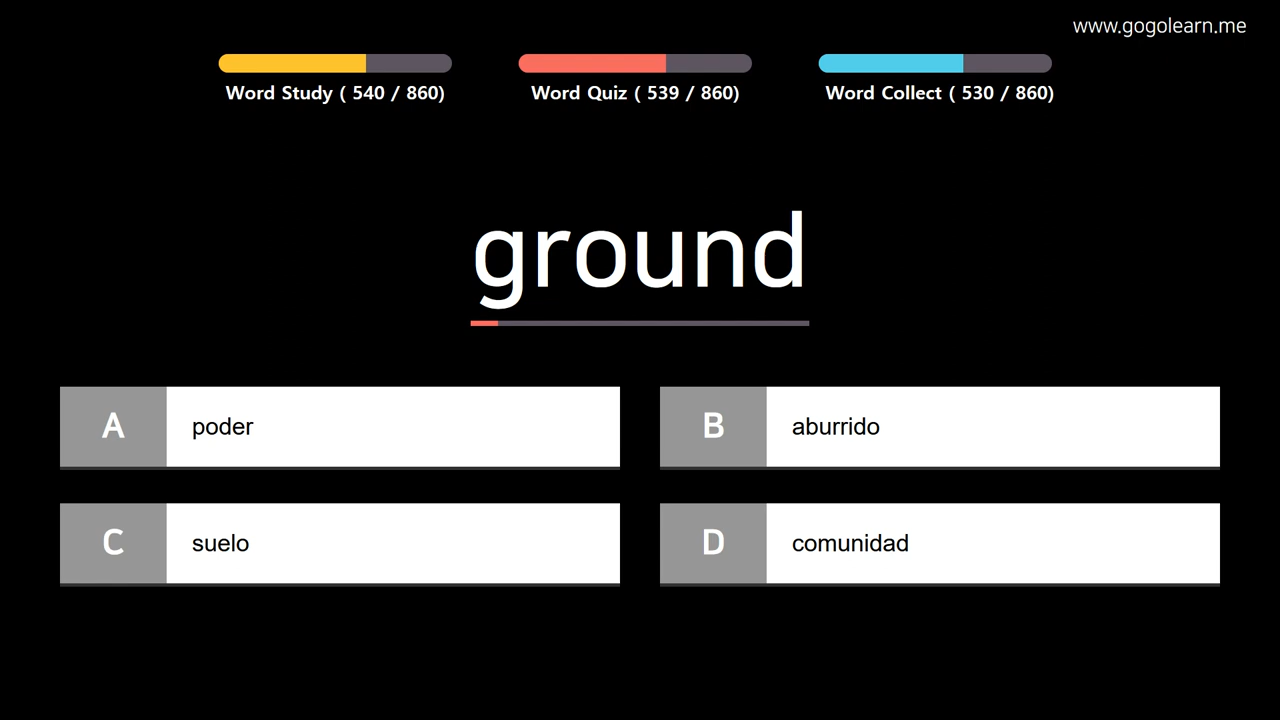 www.gogolearn.me
Word Study ( 540 / 860)
Word Quiz ( 539 / 860)
Word Collect ( 530 / 860)
ground
A poder
B aburrido
C suelo
D comunidad